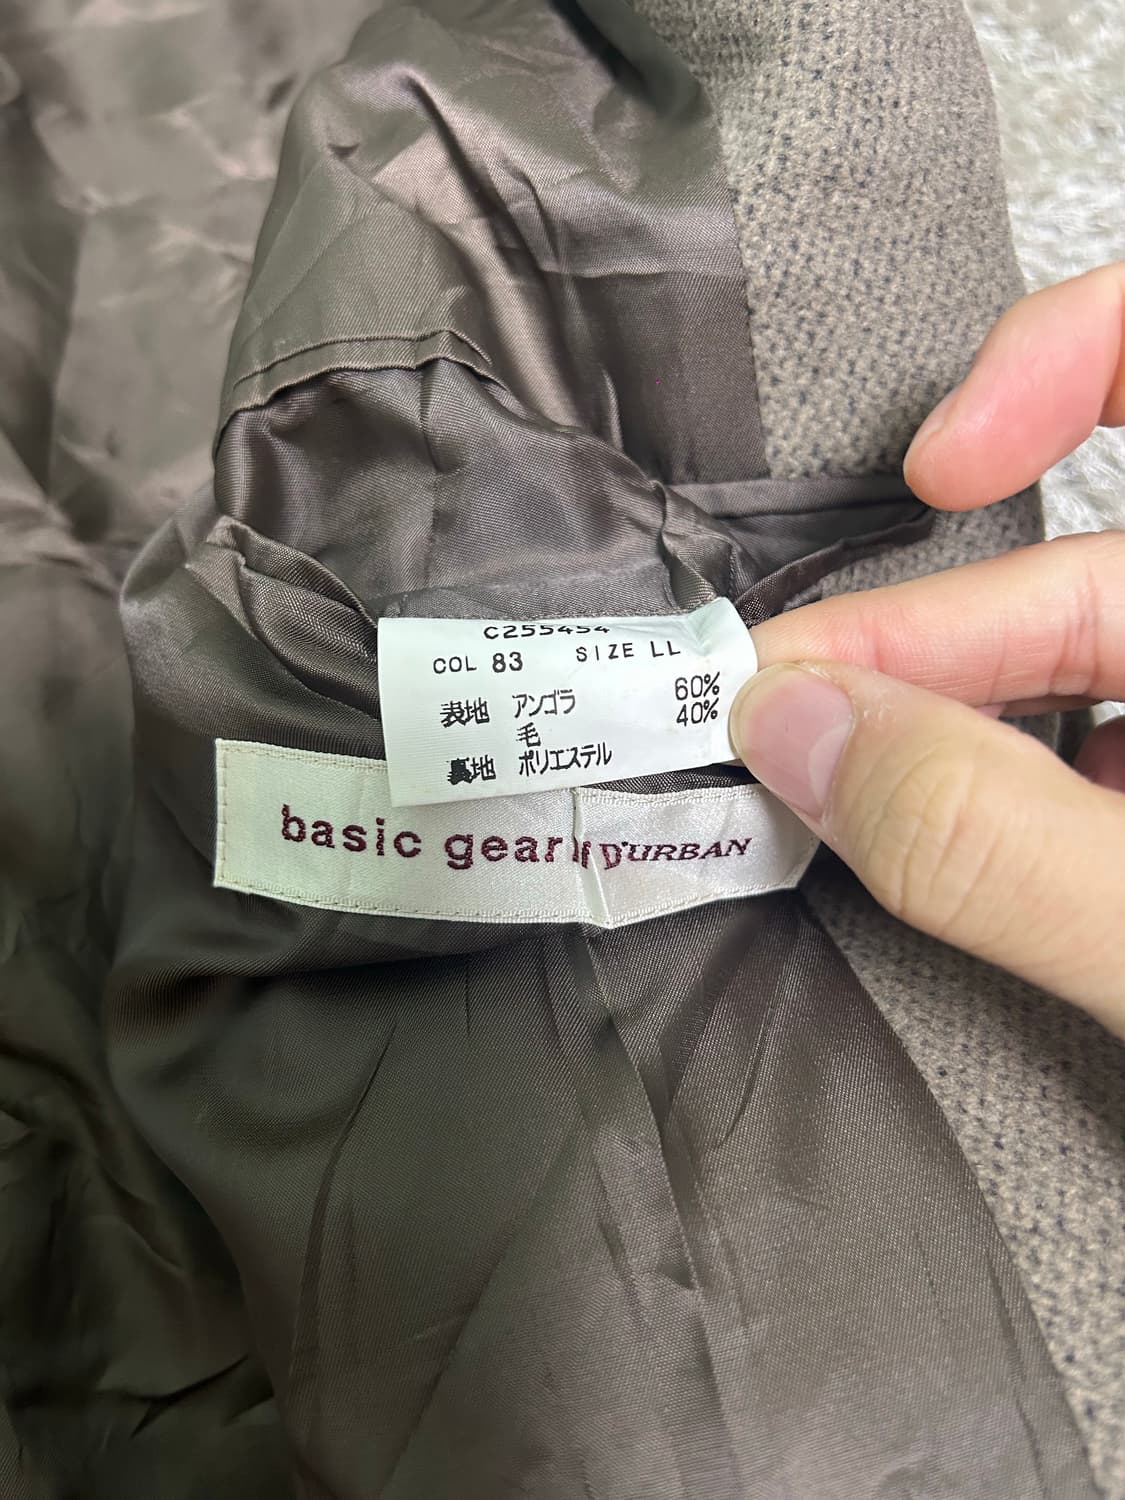 C255454
COL 83 SIZE LL
表地 アンゴラ 60%
毛 40%
裏地 ポリエステル
basic gear D'URBAN